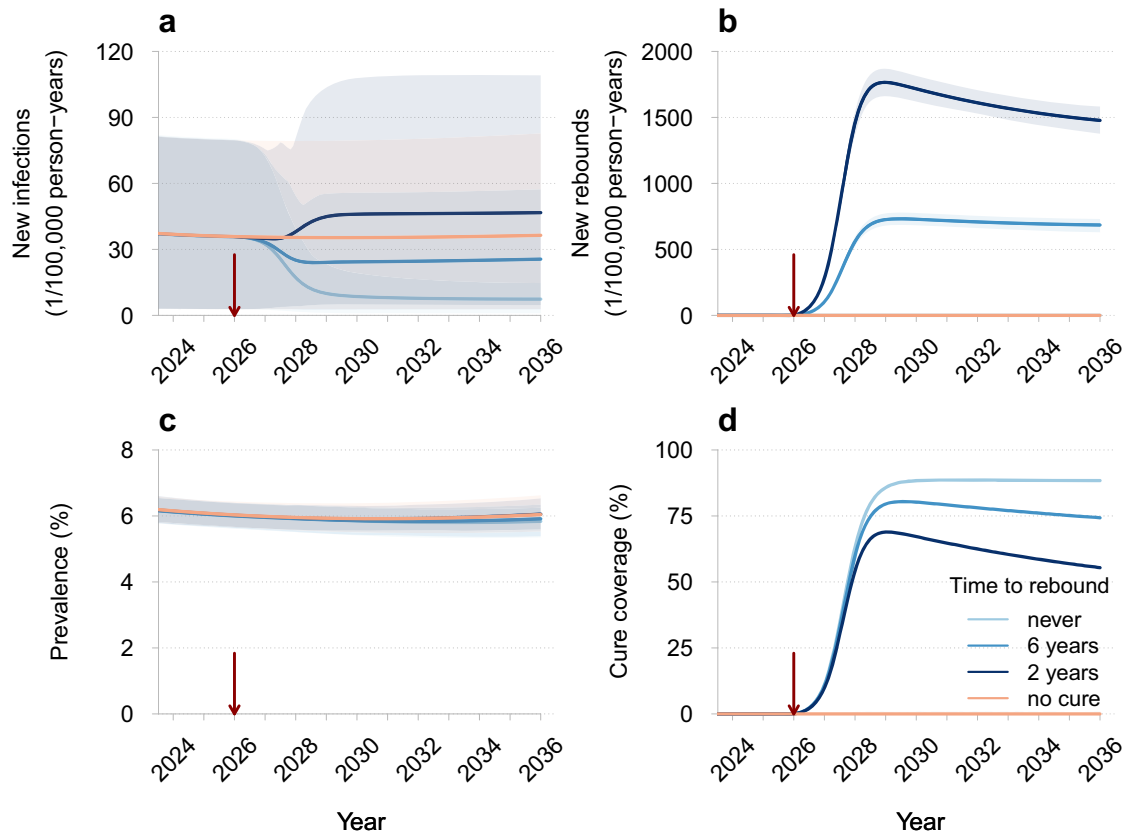 a
New infections
(1/100,000 person−years)
120
90
60
30
0
2024
2026
2028
2030
2032
2034
2036
b
New rebounds
(1/100,000 person−years)
2000
1500
1000
500
0
2024
2026
2028
2030
2032
2034
2036
c
Prevalence (%)
8
6
4
2
0
2024
2026
2028
2030
2032
2034
2036
Year
d
Cure coverage (%)
100
75
50
25
0
Time to rebound
never
6 years
2 years
no cure
2024
2026
2028
2030
2032
2034
2036
Year